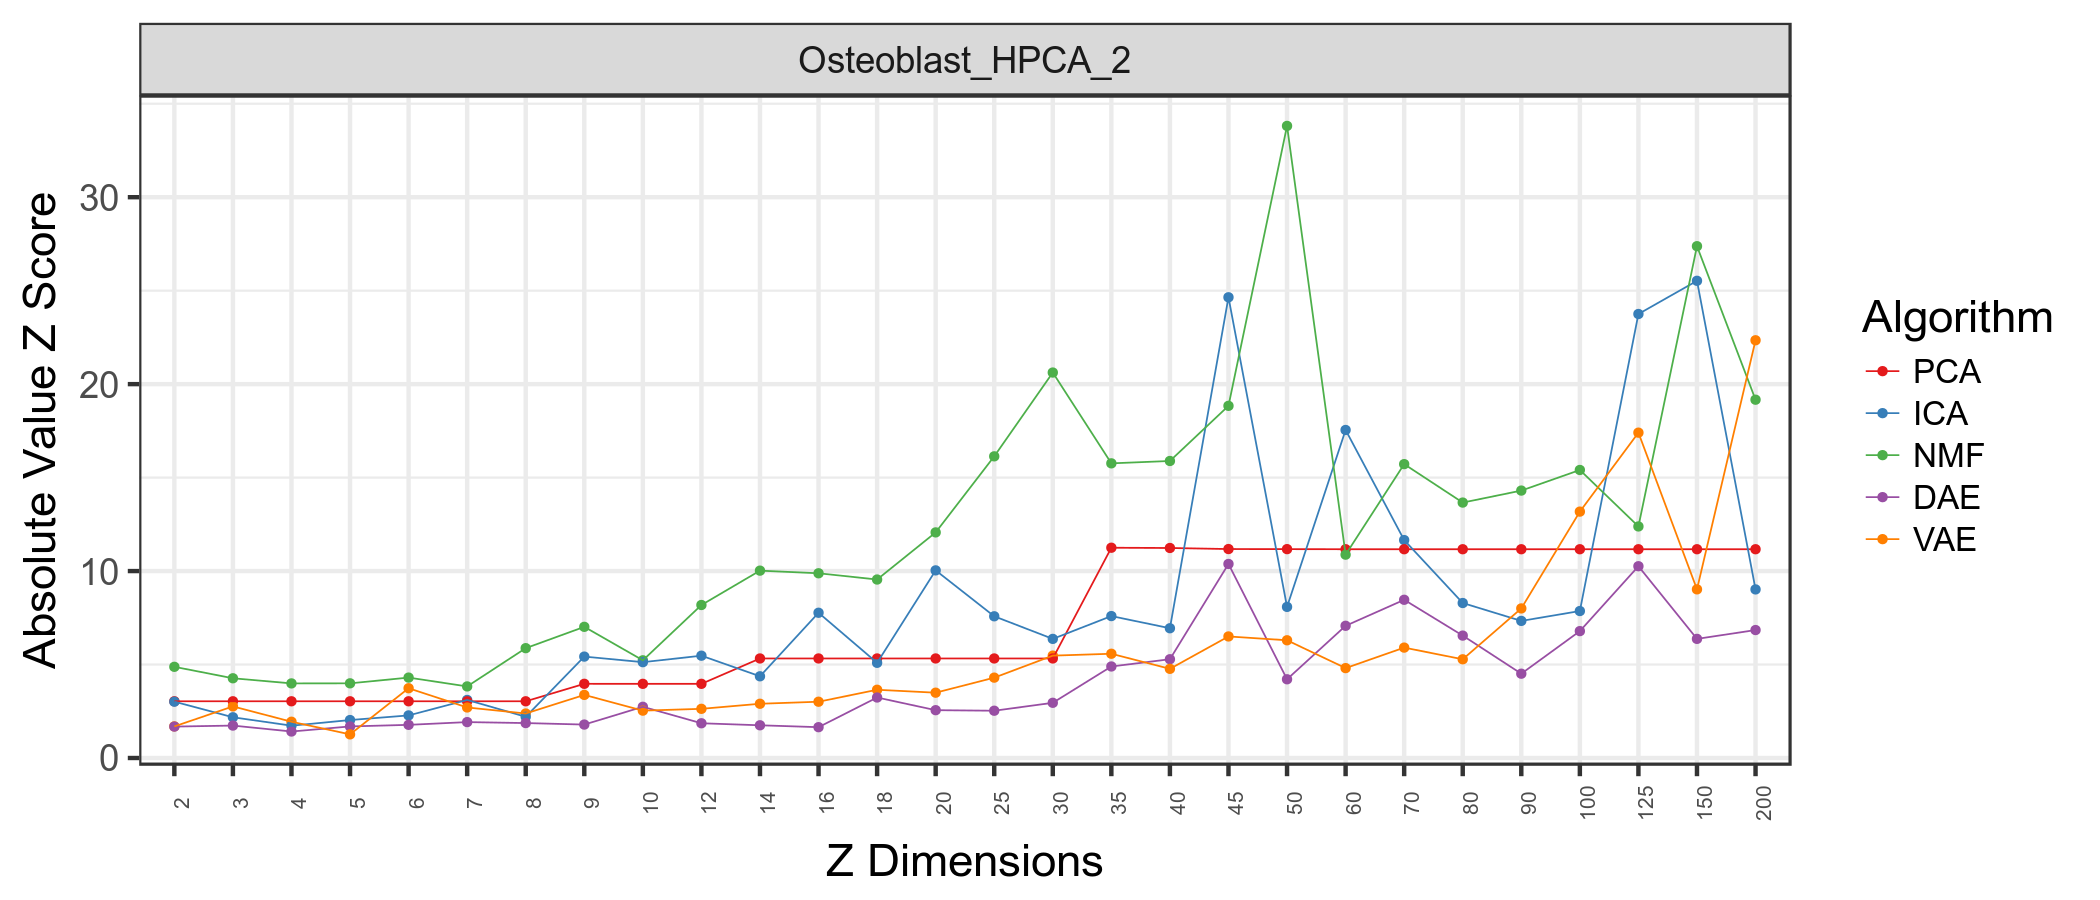 Osteoblast_HPCA_2
Absolute Value Z Score
30
20
10
0
2 3 4 5 6 7 8 9 10 12 14 16 18 20 25 30 35 40 45 50 60 70 80 90 100 125 150 200
Z Dimensions
Algorithm
PCA
ICA
NMF
DAE
VAE